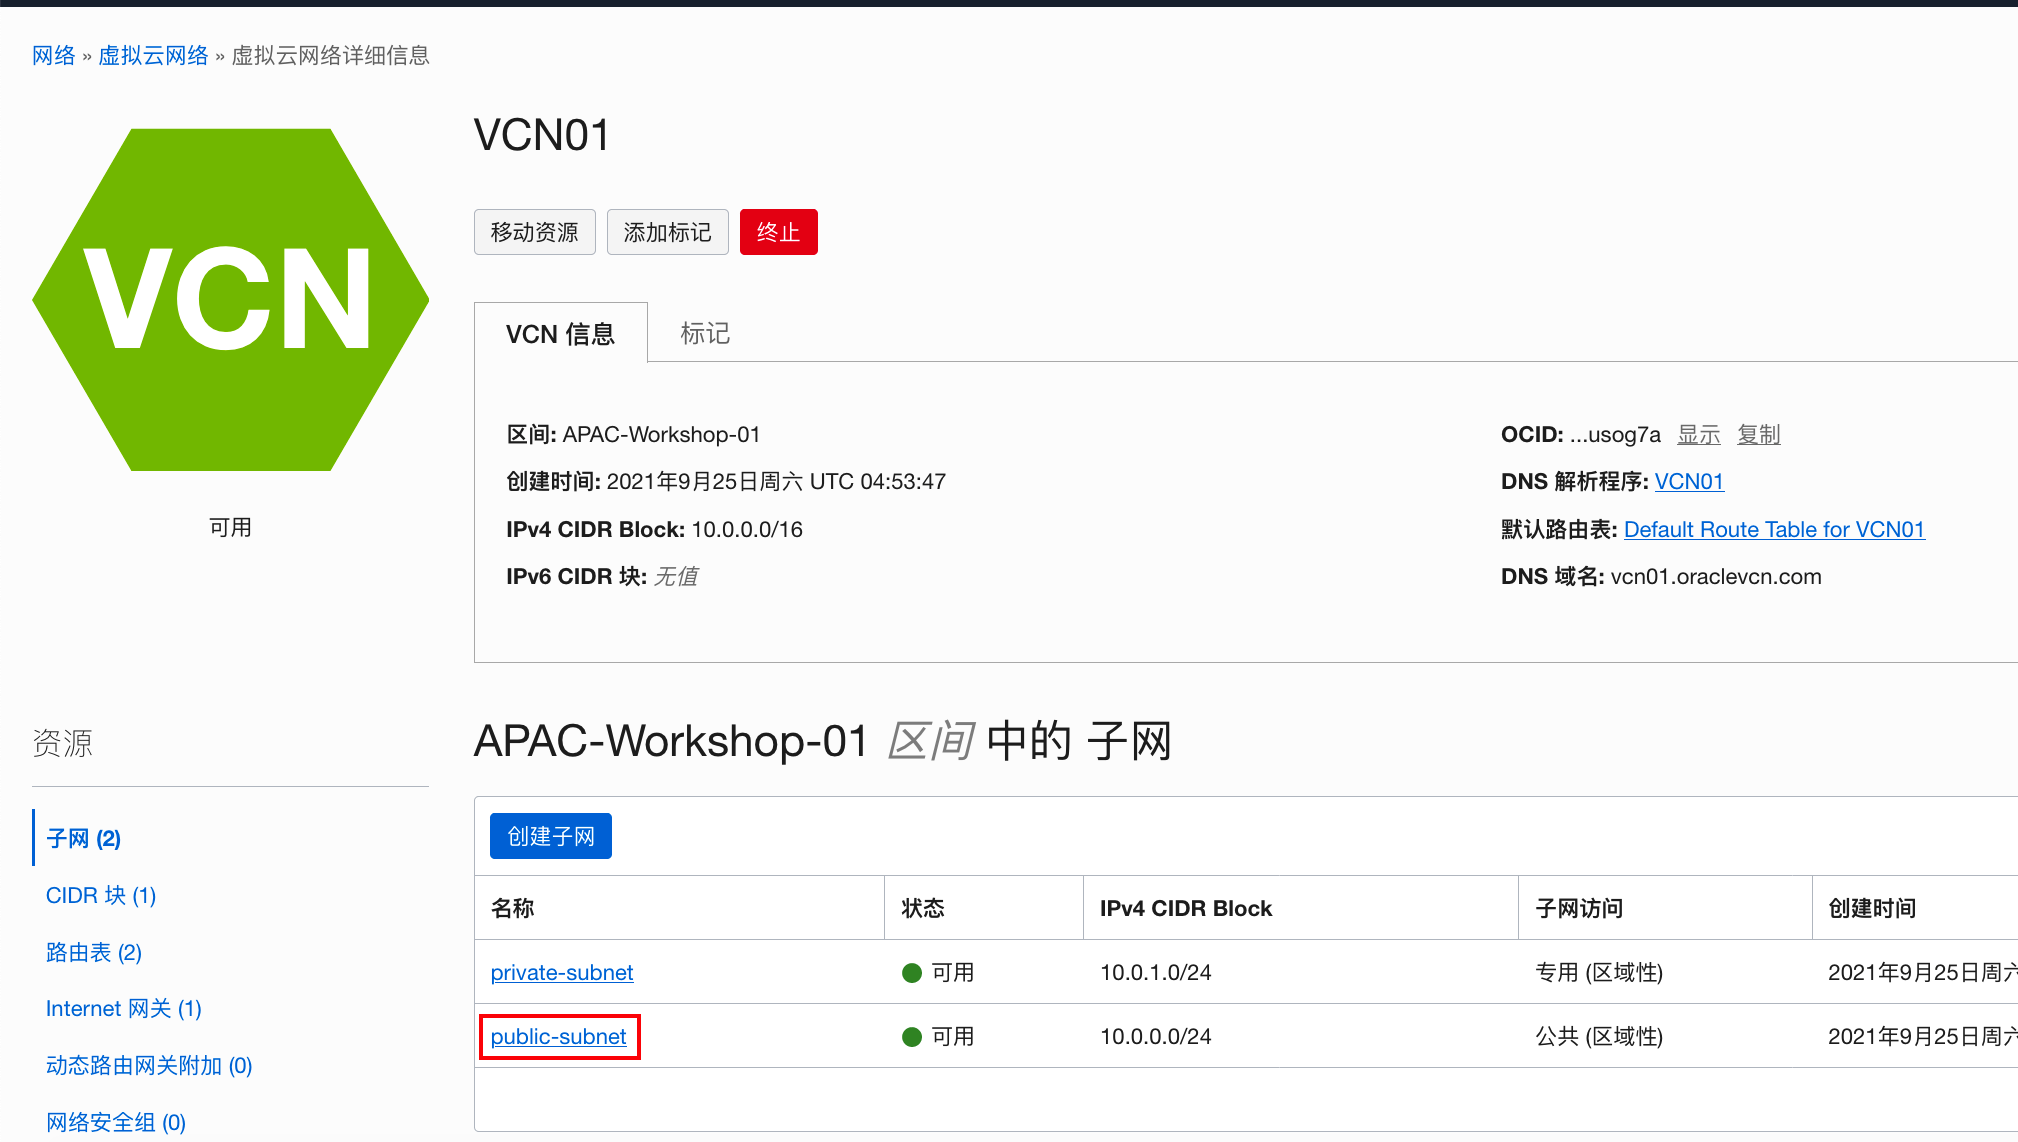 网络 » 虚拟云网络 » 虚拟云网络详细信息
VCN
可用
VCN01
移动资源 添加标记 终止
VCN 信息 标记
区间: APAC-Workshop-01
创建时间: 2021年9月25日周六 UTC 04:53:47
IPv4 CIDR Block: 10.0.0.0/16
IPv6 CIDR 块: 无值
OCID: ...usog7a 显示 复制
DNS 解析程序: VCN01
默认路由表: Default Route Table for VCN01
DNS 域名: vcn01.oraclevcn.com
资源
子网 (2)
CIDR 块 (1)
路由表 (2)
Internet 网关 (1)
动态路由网关附加 (0)
网络安全组 (0)
APAC-Workshop-01 区间 中的 子网
创建子网
名称 状态 IPv4 CIDR Block 子网访问 创建时间
private-subnet 可用 10.0.1.0/24 专用 (区域性) 2021年9月25日周六
public-subnet 可用 10.0.0.0/24 公共 (区域性) 2021年9月25日周六